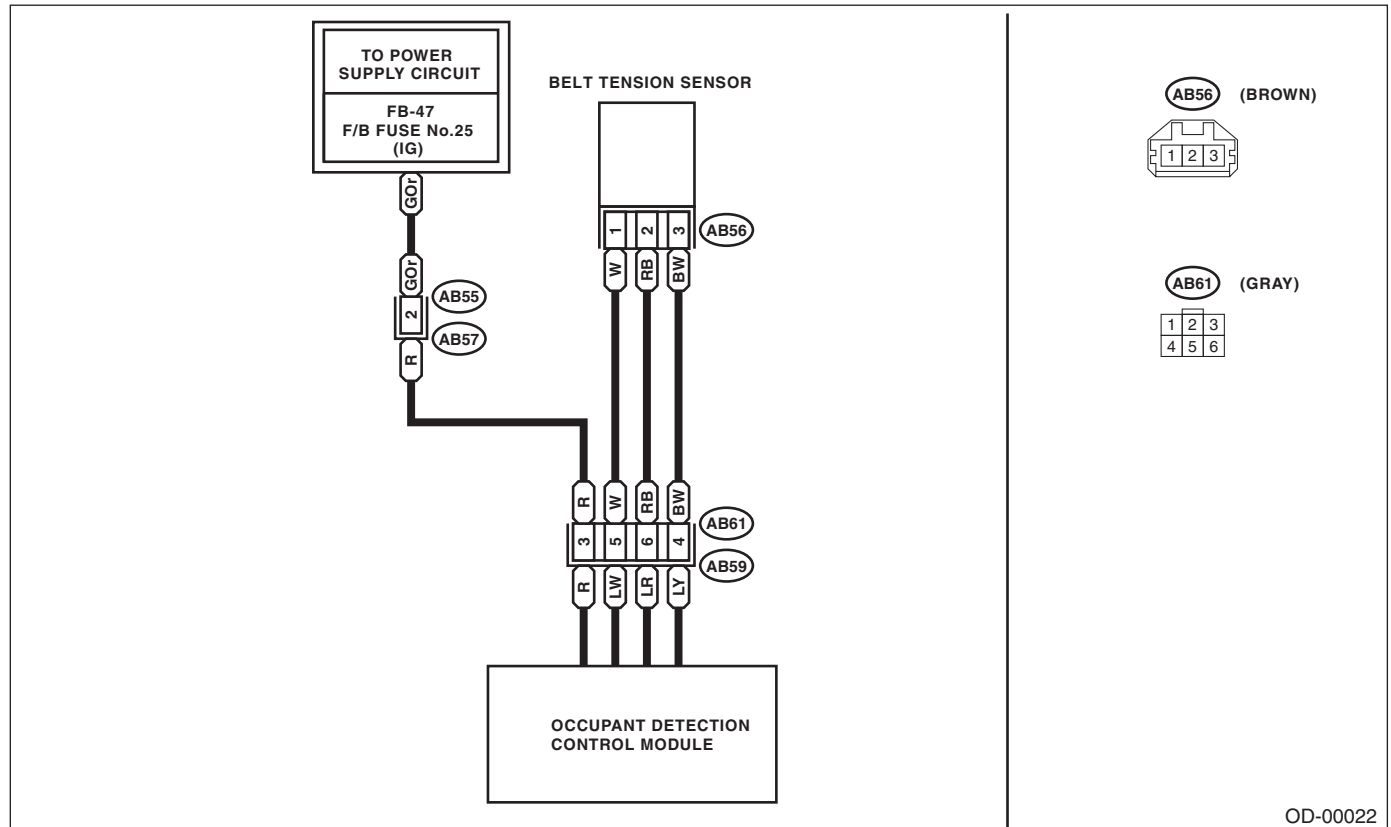 TO POWER
SUPPLY CIRCUIT
FB-47
F/B FUSE No.25
(IG)
GOr
GOr
2
AB55
AB57
R
BELT TENSION SENSOR
1 2 3
AB56
W RB BW
R W RB BW
3 5 6 4
AB61
AB59
R LW LR LY
OCCUPANT DETECTION
CONTROL MODULE
AB56 (BROWN)
1 2 3
AB61 (GRAY)
1 2 3
4 5 6
OD-00022